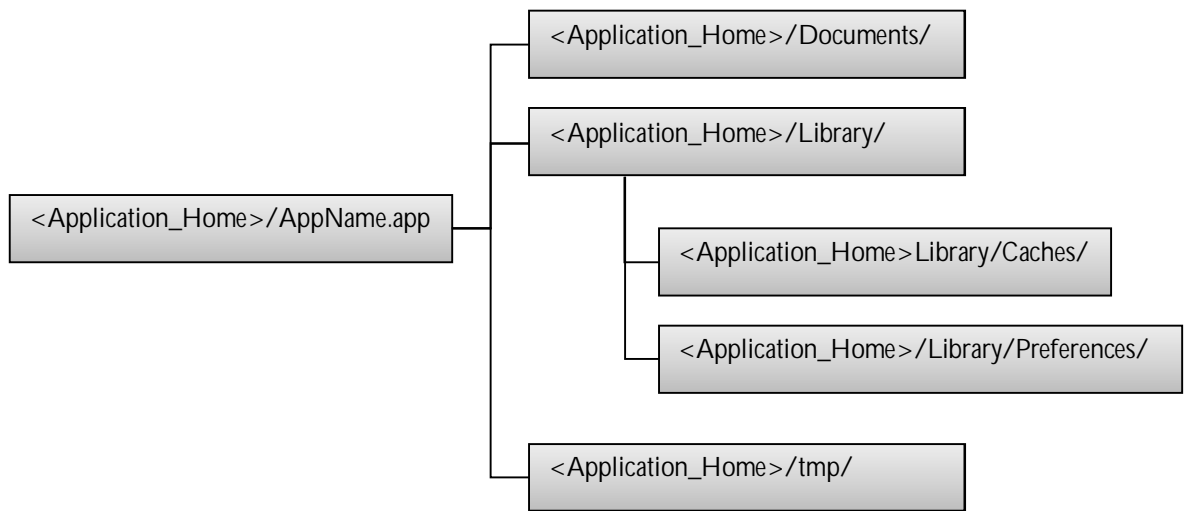 <Application_Home>/Documents/
<Application_Home>/Library/
<Application_Home>/AppName.app
<Application_Home>Library/Caches/
<Application_Home>/Library/Preferences/
<Application_Home>/tmp/